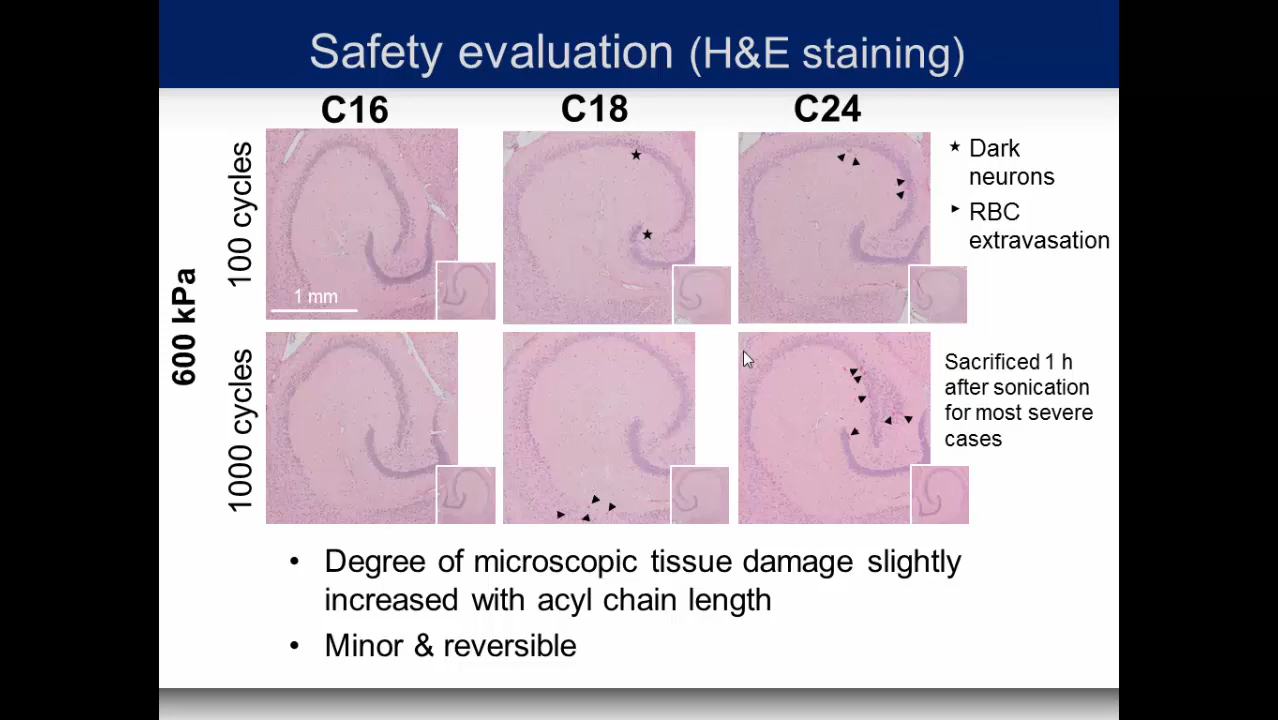 Safety evaluation (H&E staining)
C16
C18
C24
600 kPa
100 cycles
1000 cycles
1 mm
★ Dark
neurons
► RBC
extravasation
Sacrificed 1 h
after sonication
for most severe
cases
• Degree of microscopic tissue damage slightly
increased with acyl chain length
• Minor & reversible